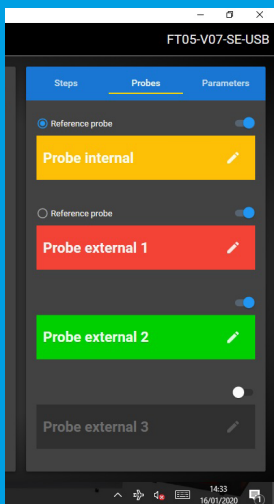 FT05-V07-SE-USB
Steps Probes Parameters
Reference probe
Probe internal
Reference probe
Probe external 1
Probe external 2
Probe external 3
14:33
16/01/2020